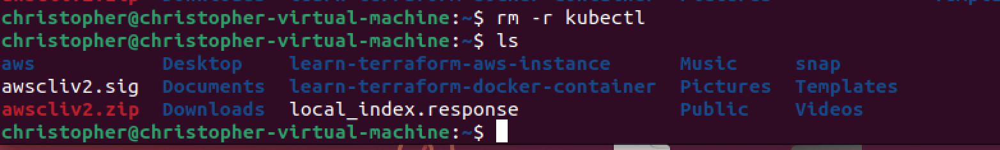 christopher@christopher-virtual-machine:~$ rm -r kubectl
christopher@christopher-virtual-machine:~$ ls
aws Desktop learn-terraform-aws-instance Music snap
awscliv2.sig Documents learn-terraform-docker-container Pictures Templates
awscliv2.zip Downloads local_index.response Public Videos
christopher@christopher-virtual-machine:~$